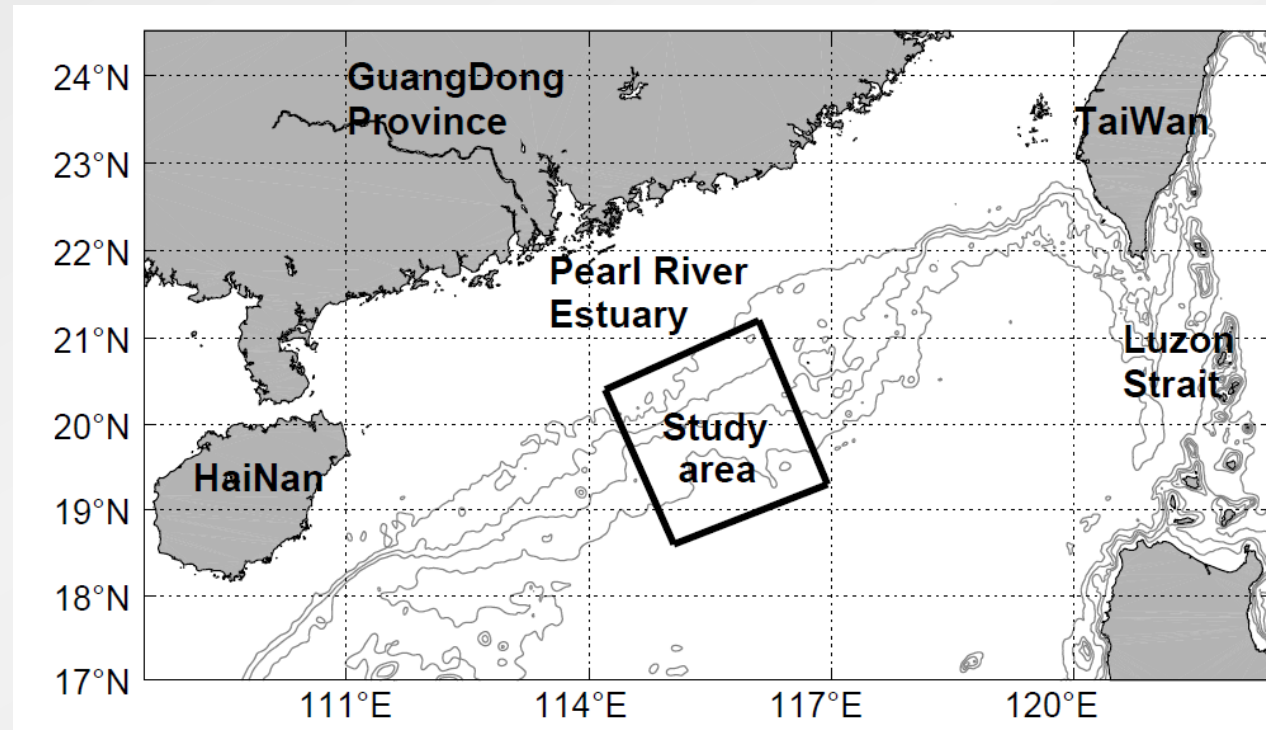 24°N
23°N
22°N
21°N
20°N
19°N
18°N
17°N
GuangDong
Province
TaiWan
Pearl River
Estuary
Luzon
Strait
Study
area
HaiNan
111°E
114°E
117°E
120°E